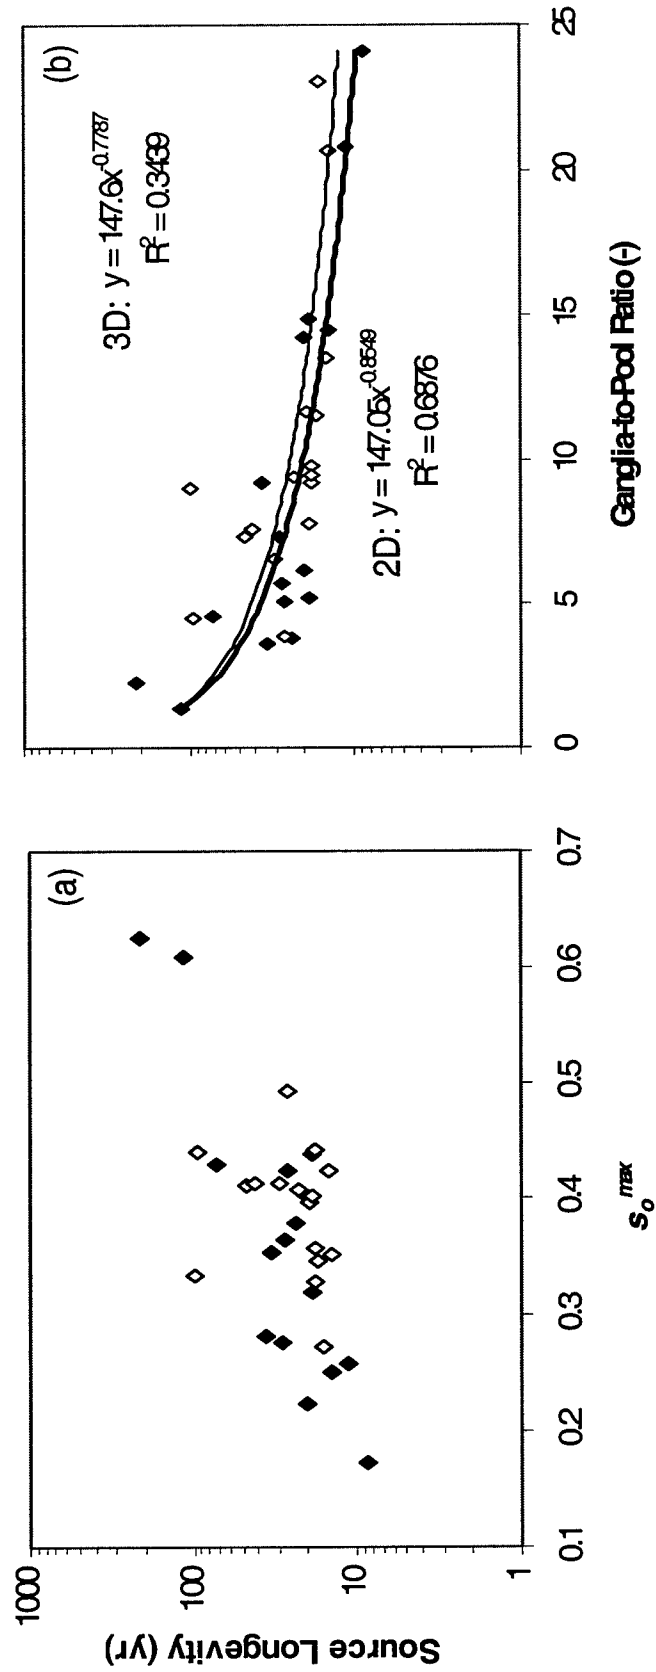 (a)
Source Longevity (yr)
1000
100
10
1
0.1
0.2
0.3
0.4
0.5
0.6
0.7
s_o^max
(b)
3D: y = 147.6x^-0.7787
R² = 0.3439
2D: y = 147.05x^-0.8549
R² = 0.6876
0
5
10
15
20
25
Ganglia-to-Pool Ratio (-)